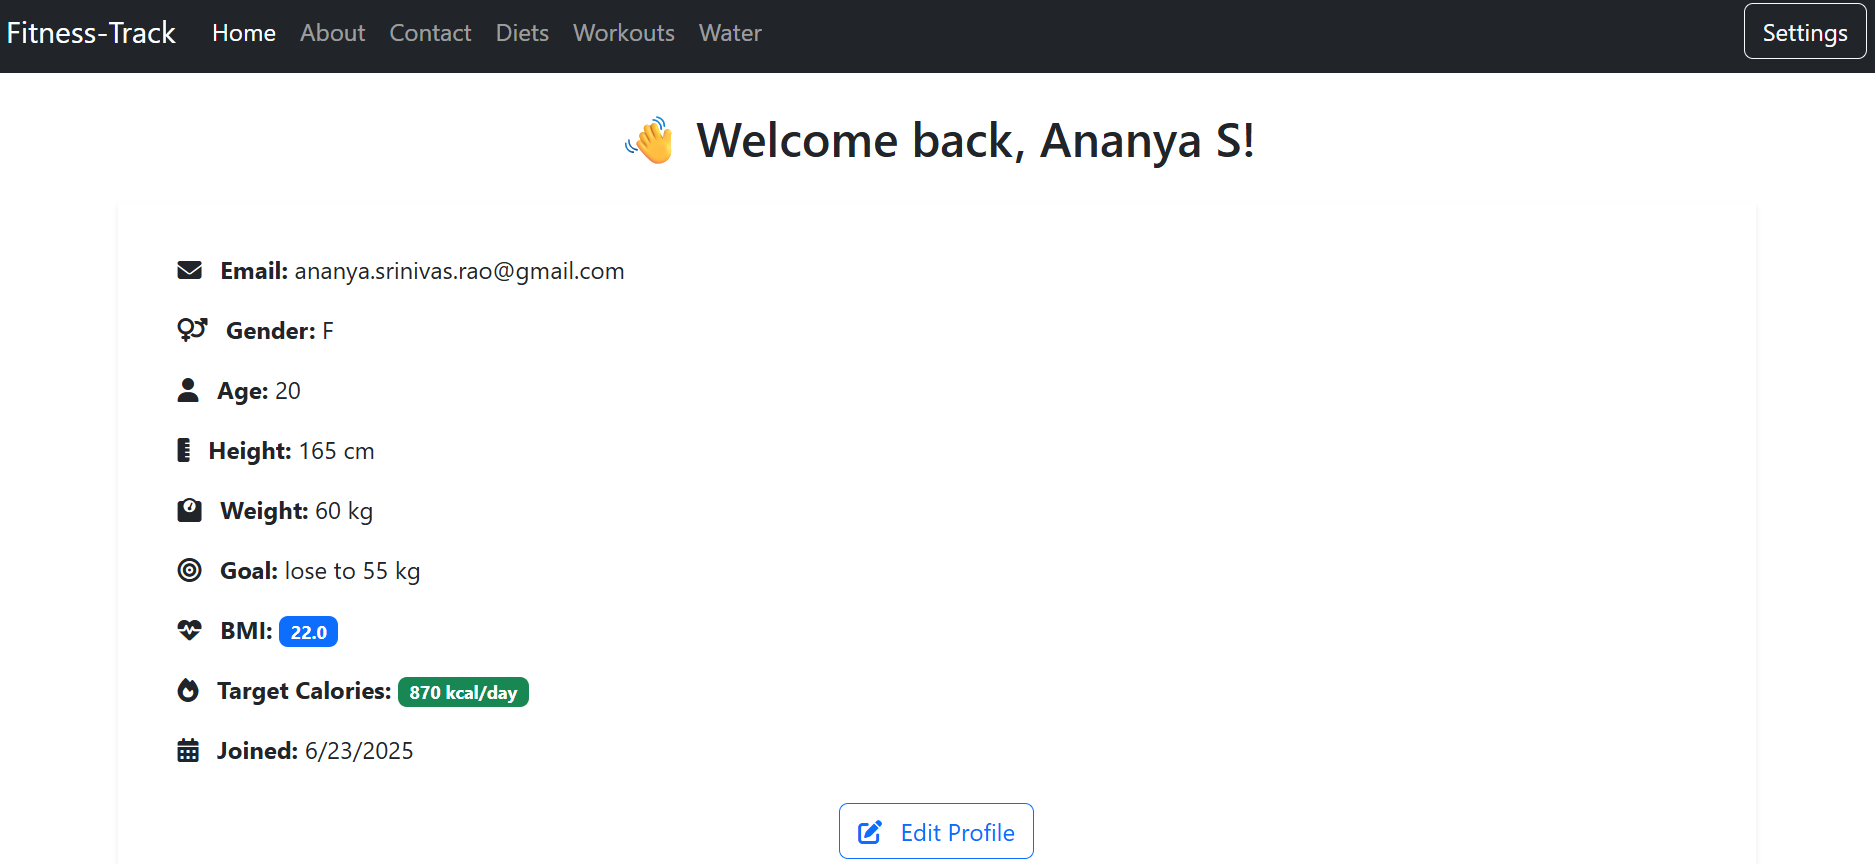 Fitness-Track Home About Contact Diets Workouts Water Settings
Welcome back, Ananya S!
Email: ananya.srinivas.rao@gmail.com
Gender: F
Age: 20
Height: 165 cm
Weight: 60 kg
Goal: lose to 55 kg
BMI: 22.0
Target Calories: 870 kcal/day
Joined: 6/23/2025
Edit Profile